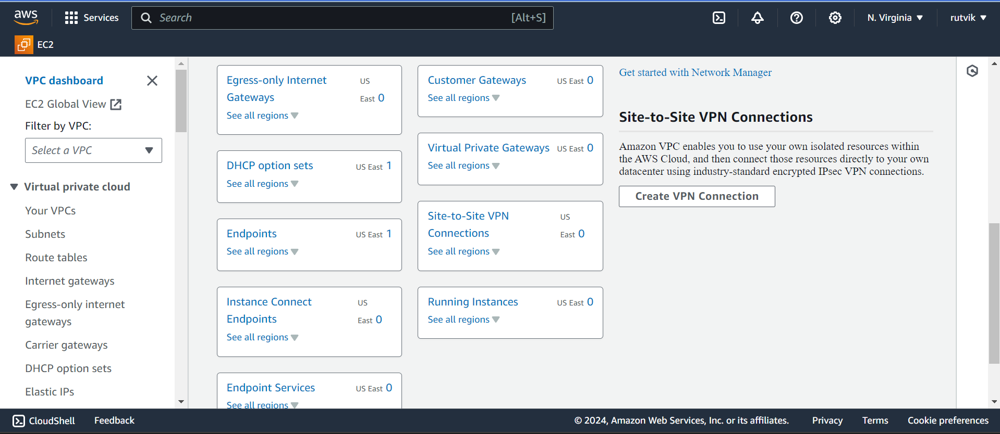 aws
Services
Search
[Alt+S]
N. Virginia
rutvik
EC2
VPC dashboard
EC2 Global View
Filter by VPC:
Select a VPC
Virtual private cloud
Your VPCs
Subnets
Route tables
Internet gateways
Egress-only internet
gateways
Carrier gateways
DHCP option sets
Elastic IPs
Egress-only Internet US
Gateways East 0
See all regions
DHCP option sets US East 1
See all regions
Endpoints US East 1
See all regions
Instance Connect US
Endpoints East 0
See all regions
Endpoint Services US East 0
See all regions
Customer Gateways US East 0
See all regions
Virtual Private Gateways US East 0
See all regions
Site-to-Site VPN US
Connections East 0
See all regions
Running Instances US East 0
See all regions
Get started with Network Manager
Site-to-Site VPN Connections
Amazon VPC enables you to use your own isolated resources within
the AWS Cloud, and then connect those resources directly to your own
datacenter using industry-standard encrypted IPsec VPN connections.
Create VPN Connection
CloudShell
Feedback
© 2024, Amazon Web Services, Inc. or its affiliates.
Privacy
Terms
Cookie preferences